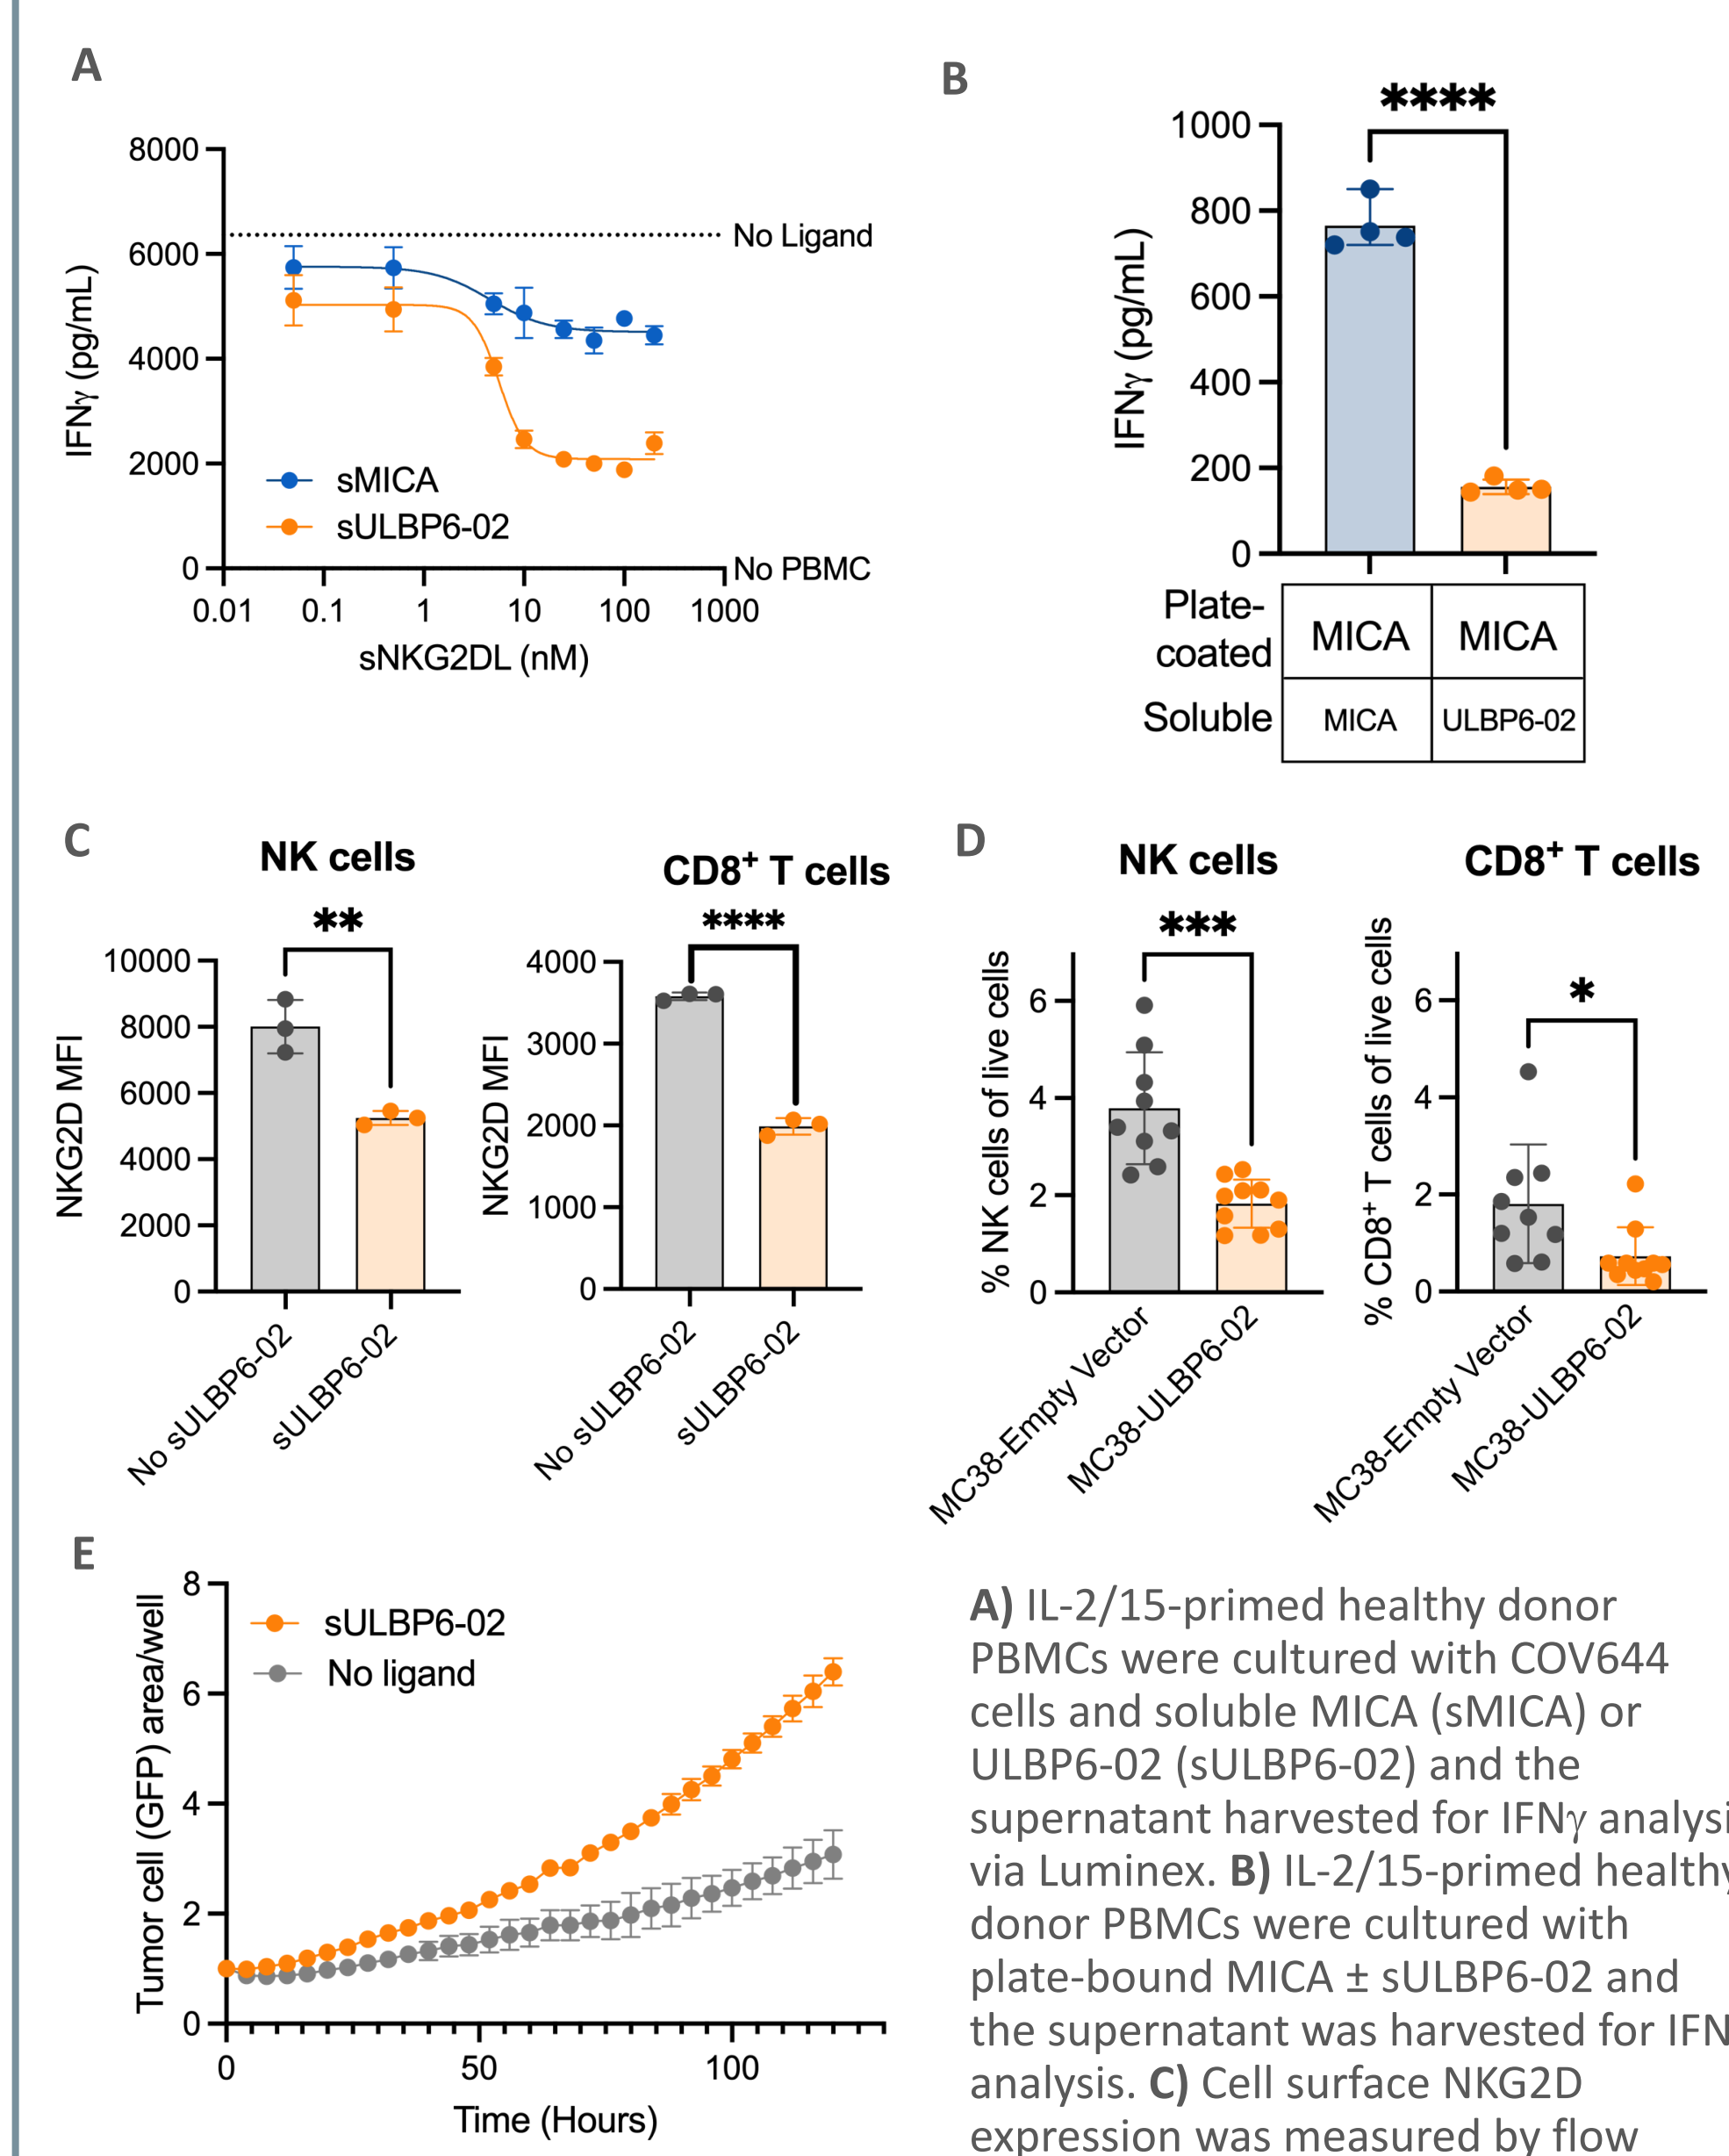 A
8000
6000
4000
2000
0
IFNγ (pg/mL)
No Ligand
sMICA
sULBP6-02
No PBMC
0.01 0.1 1 10 100 1000
sNKG2DL (nM)
B
****
1000
800
600
400
200
0
IFNγ (pg/mL)
Plate-
coated
MICA MICA
Soluble MICA ULBP6-02
C
NK cells
**
10000
8000
6000
4000
2000
0
NKG2D MFI
No sULBP6-02
sULBP6-02
CD8+ T cells
****
4000
3000
2000
1000
0
NKG2D MFI
No sULBP6-02
sULBP6-02
D
NK cells
***
6
4
2
0
% NK cells of live cells
MC38-Empty Vector
MC38-ULBP6-02
CD8+ T cells
*
6
4
2
0
% CD8+ T cells of live cells
MC38-Empty Vector
MC38-ULBP6-02
E
8
6
4
2
0
Tumor cell (GFP) area/well
sULBP6-02
No ligand
0 50 100
Time (Hours)
A) IL-2/15-primed healthy donor
PBMCs were cultured with COV644
cells and soluble MICA (sMICA) or
ULBP6-02 (sULBP6-02) and the
supernatant harvested for IFNγ analysi
via Luminex. B) IL-2/15-primed healthy
donor PBMCs were cultured with
plate-bound MICA ± sULBP6-02 and
the supernatant was harvested for IFN
analysis. C) Cell surface NKG2D
expression was measured by flow